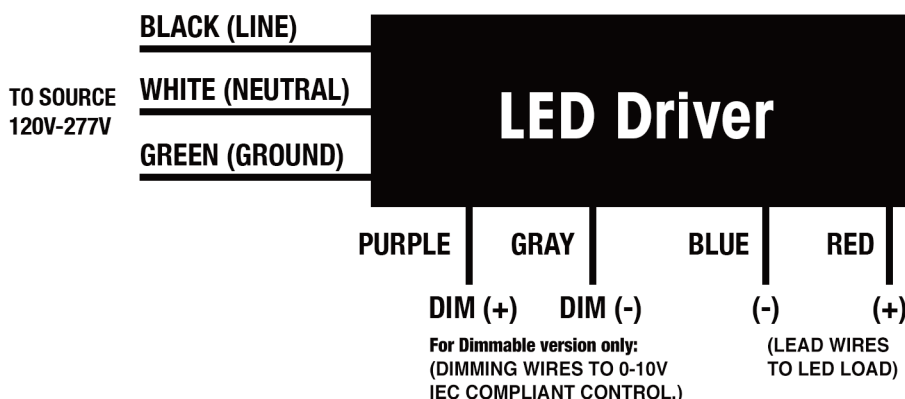 BLACK (LINE)
WHITE (NEUTRAL)
TO SOURCE
120V-277V
GREEN (GROUND)
LED Driver
PURPLE GRAY BLUE RED
DIM (+) DIM (-) (-) (+)
For Dimmable version only:
(DIMMING WIRES TO 0-10V
IEC COMPLIANT CONTROL.)
(LEAD WIRES
TO LED LOAD)